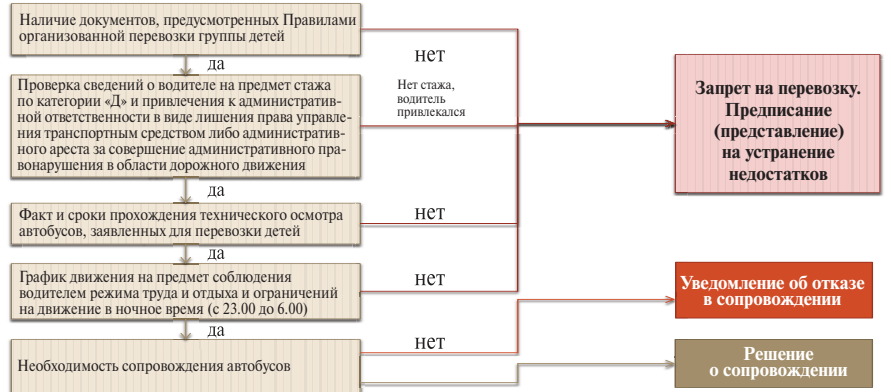 Наличие документов, предусмотренных Правилами
организованной перевозки группы детей
нет
да
Проверка сведений о водителе на предмет стажа
по категории «Д» и привлечения к административ-
ной ответственности в виде лишения права управле-
ния транспортным средством либо административ-
ного ареста за совершение административного пра-
вонарушения в области дорожного движения
Нет стажа,
водитель
привлекался
Запрет на перевозку.
Предписание
(представление)
на устранение
недостатков
да
Факт и сроки прохождения технического осмотра
автобусов, заявленных для перевозки детей
нет
да
График движения на предмет соблюдения
водителем режима труда и отдыха и ограничений
на движение в ночное время (с 23.00 до 6.00)
нет
Уведомление об отказе
в сопровождении
да
Необходимость сопровождения автобусов
нет
Решение
о сопровождении